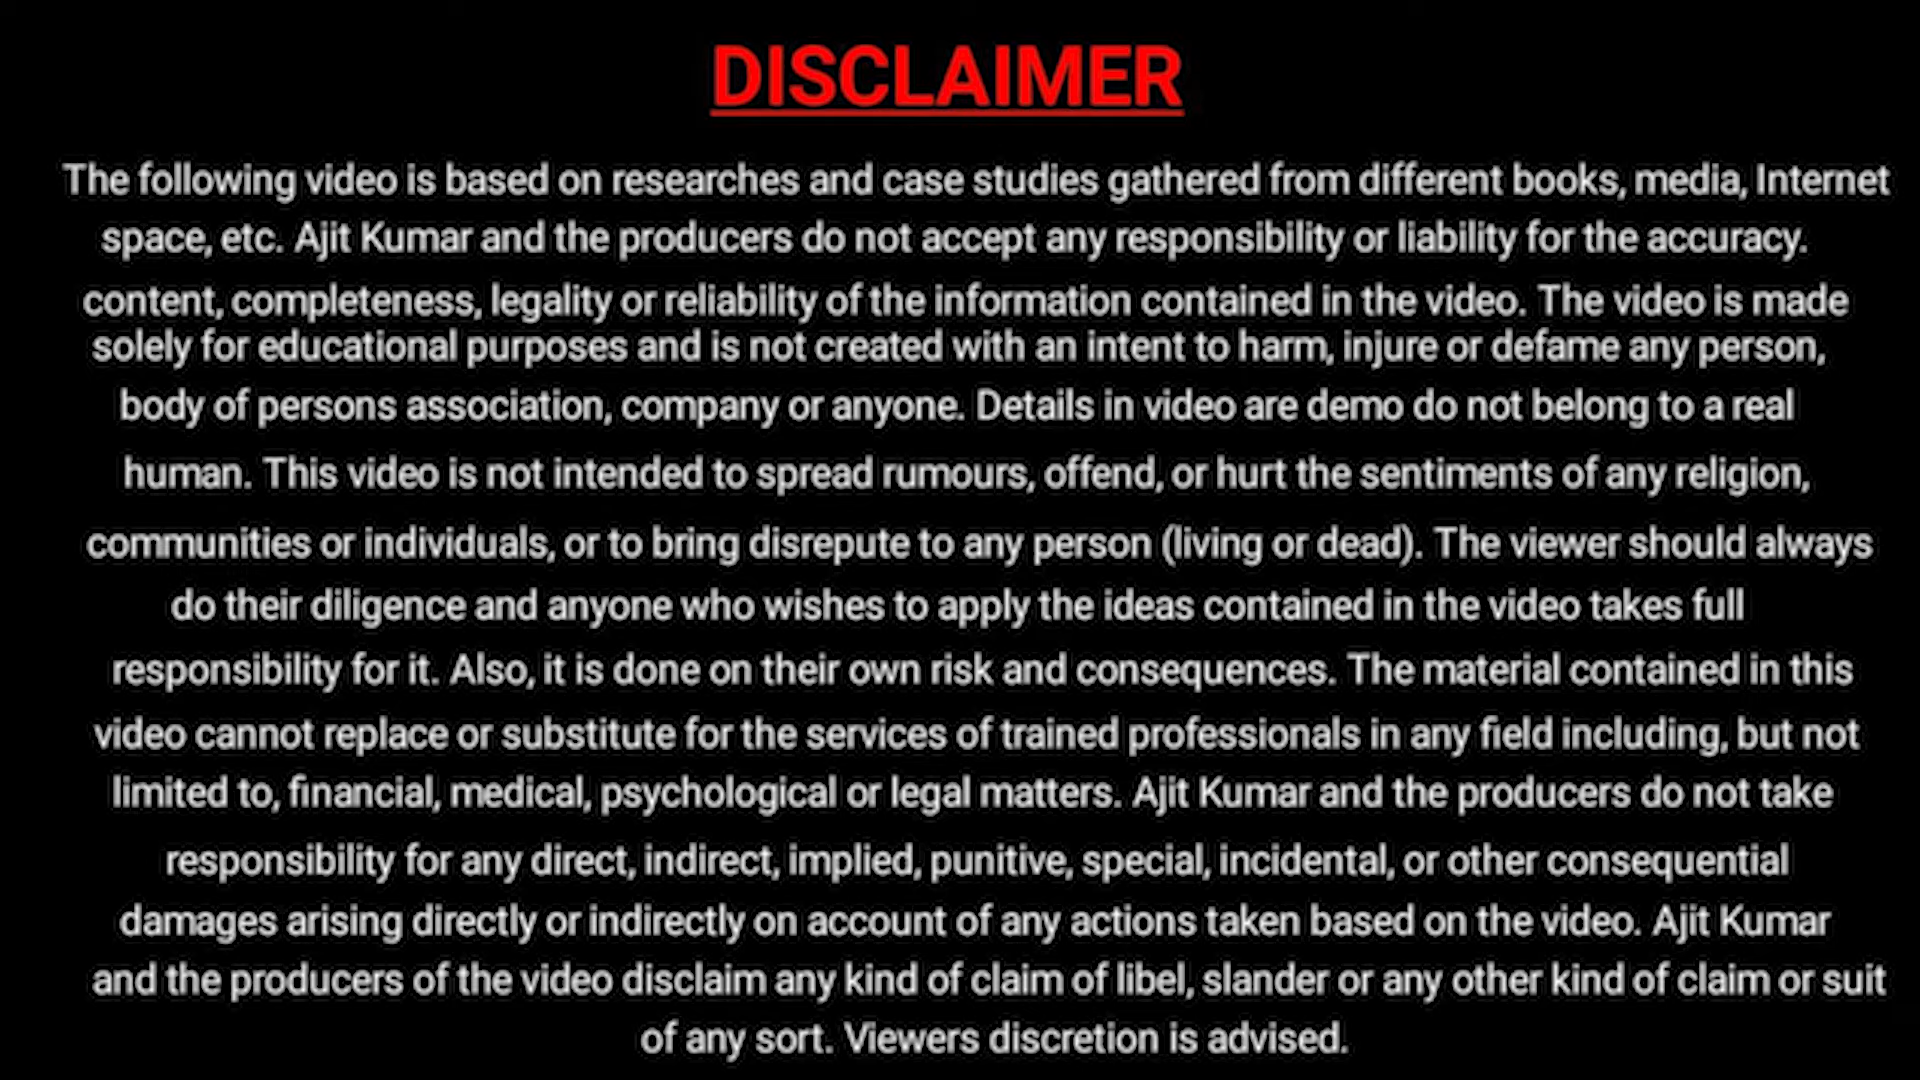 DISCLAIMER
The following video is based on researches and case studies gathered from different books, media, Internet
space, etc. Ajit Kumar and the producers do not accept any responsibility or liability for the accuracy.
content, completeness, legality or reliability of the information contained in the video. The video is made
solely for educational purposes and is not created with an intent to harm, injure or defame any person,
body of persons association, company or anyone. Details in video are demo do not belong to a real
human. This video is not intended to spread rumours, offend, or hurt the sentiments of any religion,
communities or individuals, or to bring disrepute to any person (living or dead). The viewer should always
do their diligence and anyone who wishes to apply the ideas contained in the video takes full
responsibility for it. Also, it is done on their own risk and consequences. The material contained in this
video cannot replace or substitute for the services of trained professionals in any field including, but not
limited to, financial, medical, psychological or legal matters. Ajit Kumar and the producers do not take
responsibility for any direct, indirect, implied, punitive, special, incidental, or other consequential
damages arising directly or indirectly on account of any actions taken based on the video. Ajit Kumar
and the producers of the video disclaim any kind of claim of libel, slander or any other kind of claim or suit
of any sort. Viewers discretion is advised.